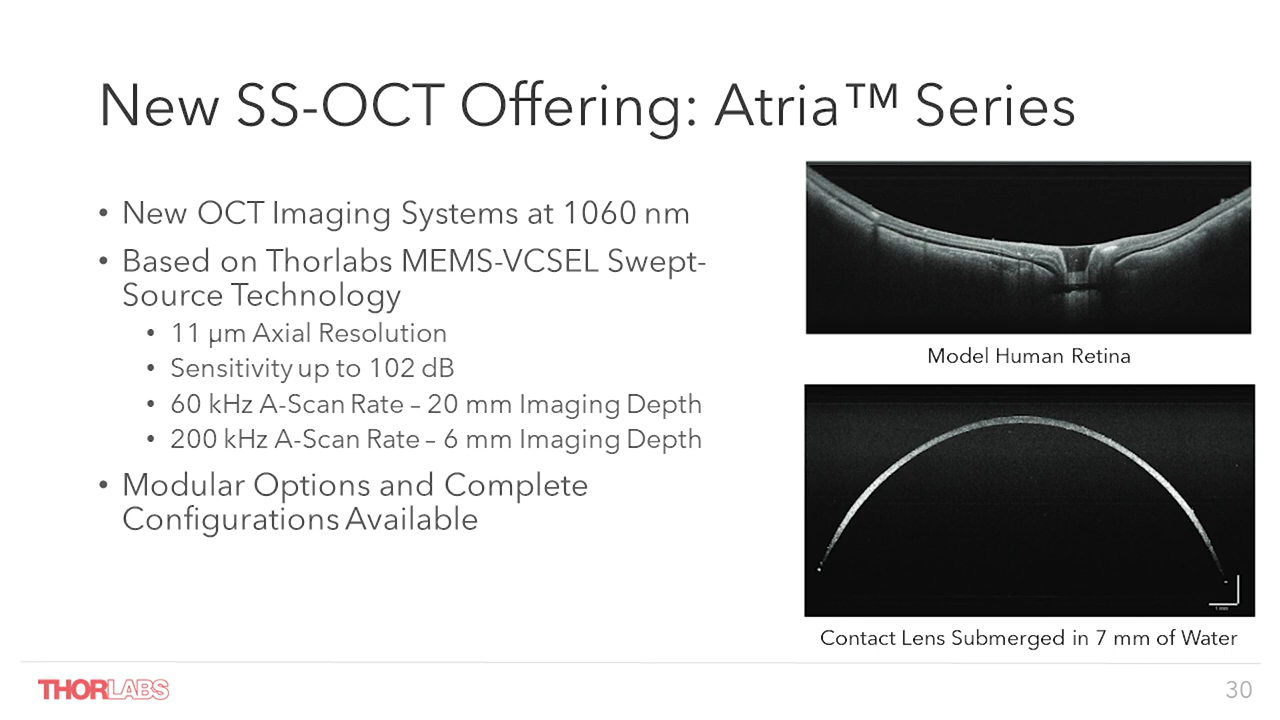 New SS-OCT Offering: Atria™ Series
• New OCT Imaging Systems at 1060 nm
• Based on Thorlabs MEMS-VCSEL Swept-
Source Technology
• 11 µm Axial Resolution
• Sensitivity up to 102 dB
• 60 kHz A-Scan Rate – 20 mm Imaging Depth
• 200 kHz A-Scan Rate – 6 mm Imaging Depth
• Modular Options and Complete
Configurations Available
Model Human Retina
1 mm
Contact Lens Submerged in 7 mm of Water
THORLABS
30